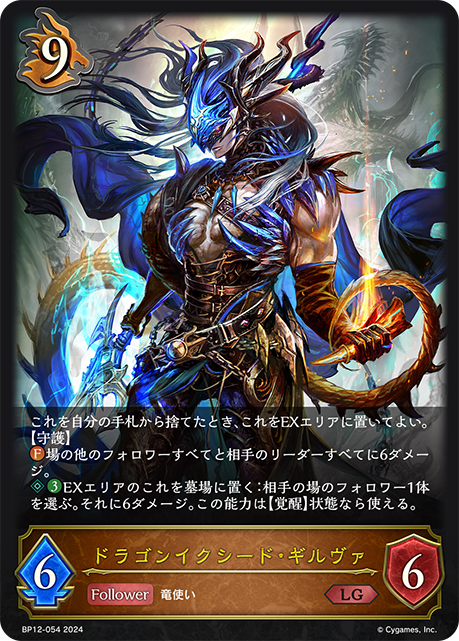 9
これを自分の手札から捨てたとき、これをEXエリアに置いてよい。
【守護】
F 場の他のフォロワーすべてと相手のリーダーすべてに6ダメー
ジ。
3 EXエリアのこれを墓場に置く：相手の場のフォロワー1体
を選ぶ。それに6ダメージ。この能力は【覚醒】状態なら使える。
ドラゴンイクシード・ギルヴァ
6 Follower 竜使い LG 6
BP12-054 2024 © Cygames, Inc.